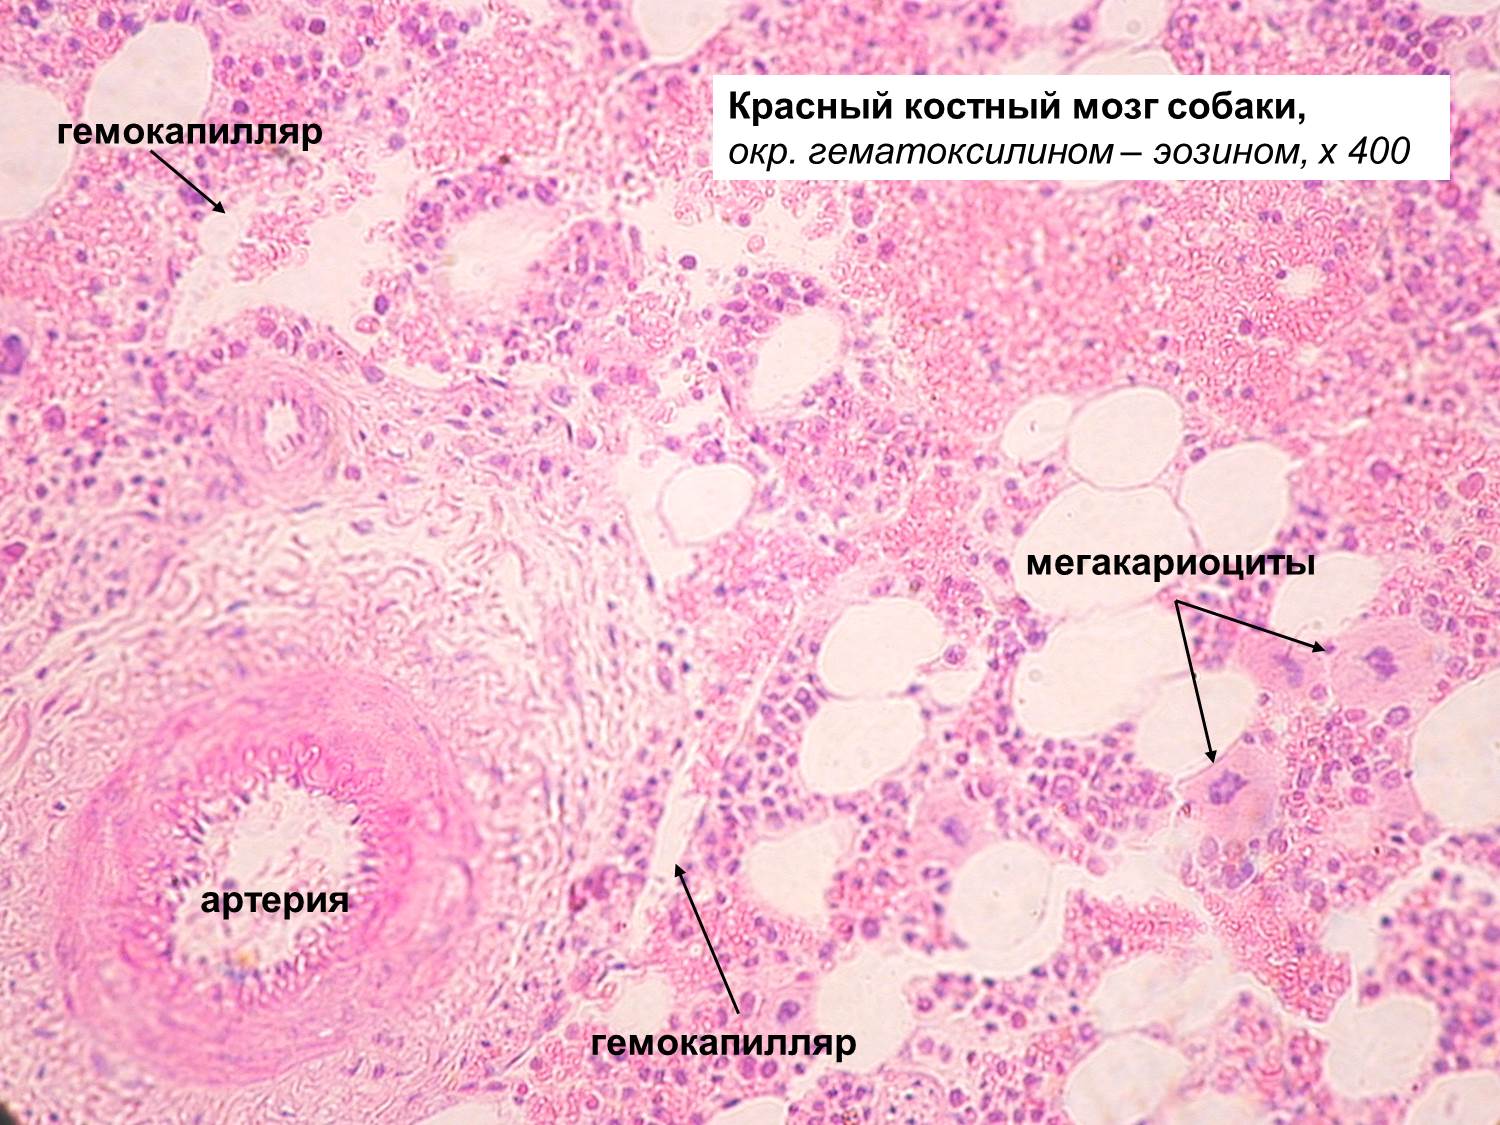 Красный костный мозг собаки,
окр. гематоксилином – эозином, х 400
гемокапилляр
мегакариоциты
артерия
гемокапилляр